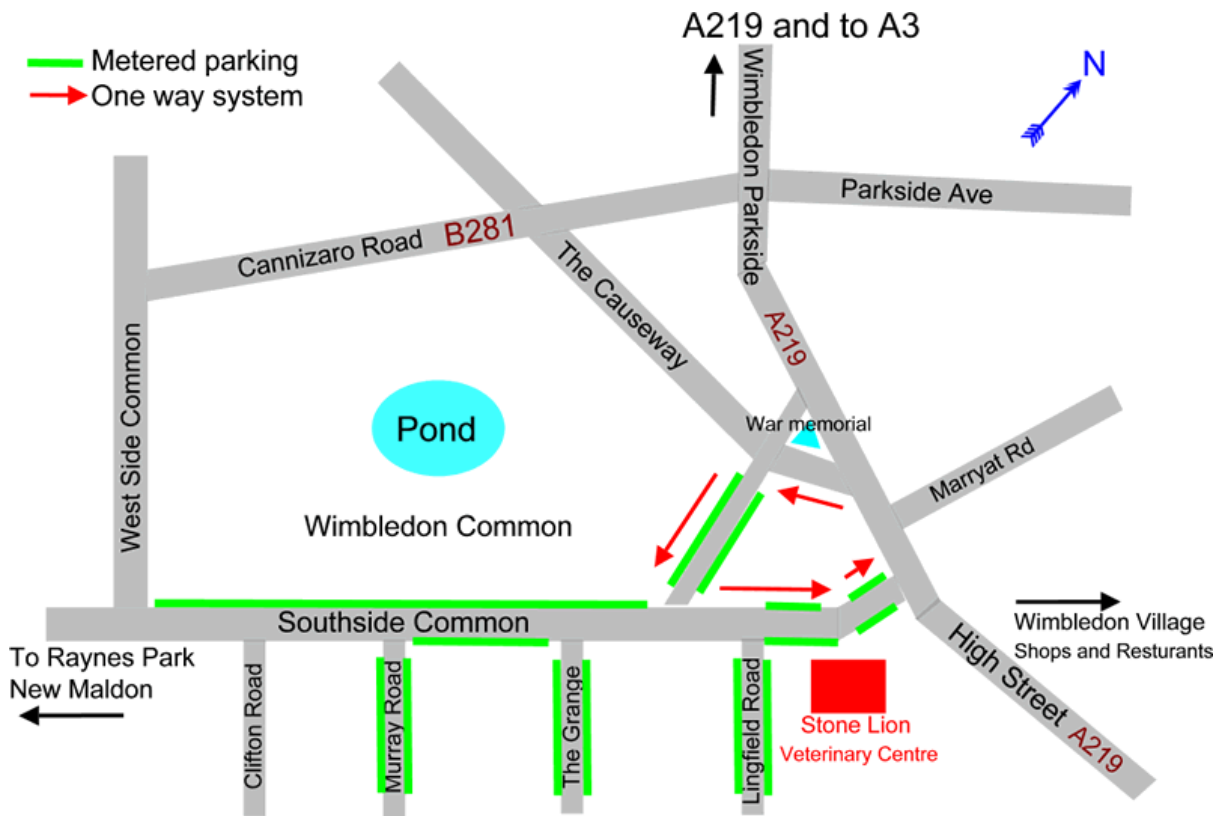 A219 and to A3
Metered parking
One way system
N
Wimbledon Parkside
Parkside Ave
Cannizaro Road B281
The Causeway
A219
West Side Common
Pond
War memorial
Marryat Rd
Wimbledon Common
Southside Common
Wimbledon Village
Shops and Resturants
To Raynes Park
New Maldon
Clifton Road
Murray Road
The Grange
Lingfield Road
Stone Lion
Veterinary Centre
High Street A219